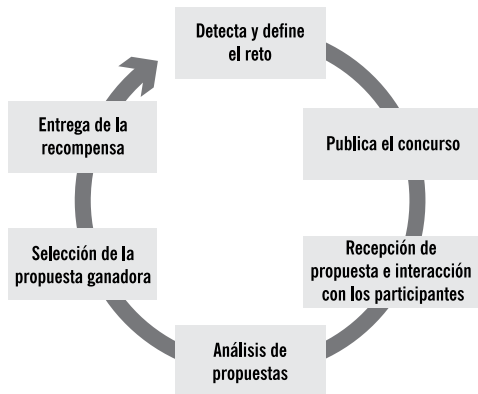 Detecta y define
el reto
Publica el concurso
Recepción de
propuesta e interacción
con los participantes
Análisis de
propuestas
Selección de la
propuesta ganadora
Entrega de la
recompensa